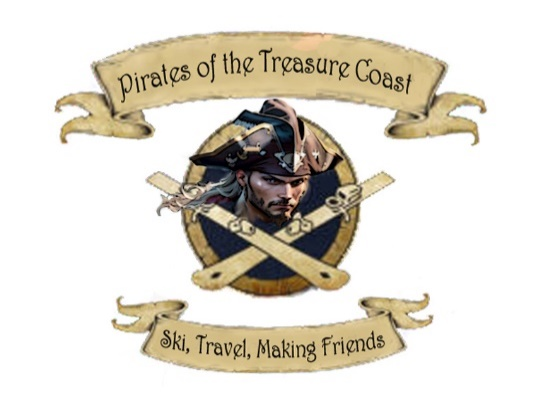 Pirates of the Treasure Coast
Ski, Travel, Making Friends